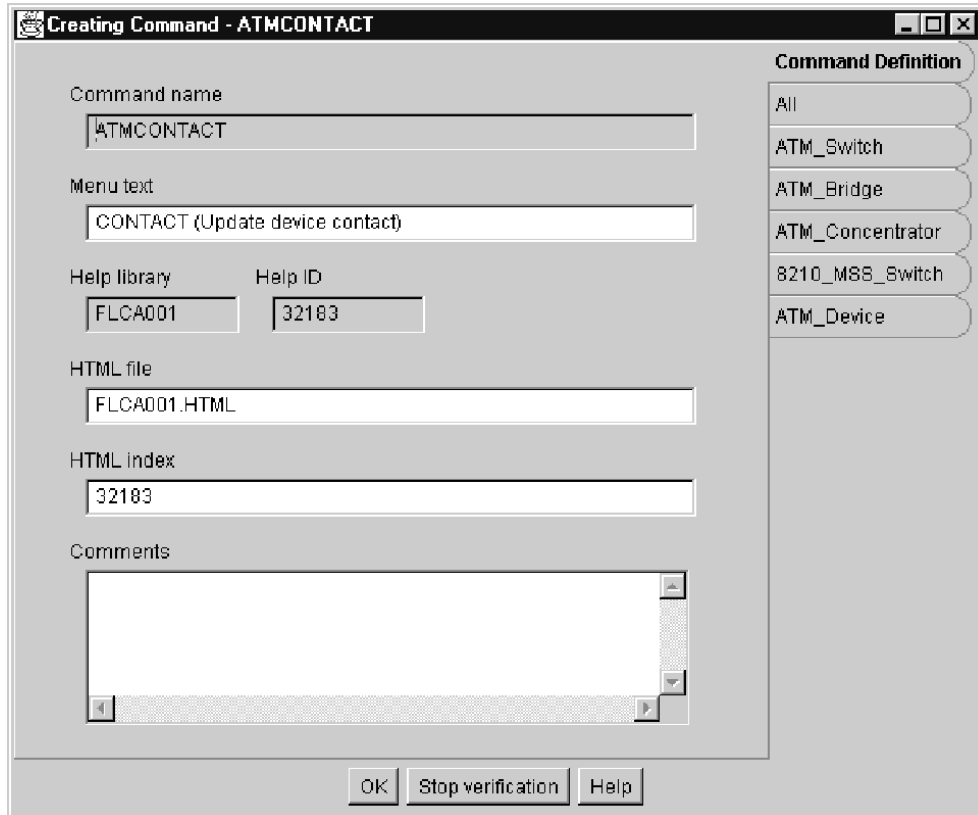 Creating Command - ATMCONTACT
Command Definition
All
ATM_Switch
ATM_Bridge
ATM_Concentrator
8210_MSS_Switch
ATM_Device
Command name
ATMCONTACT
Menu text
CONTACT (Update device contact)
Help library Help ID
FLCA001 32183
HTML file
FLCA001.HTML
HTML index
32183
Comments
OK Stop verification Help